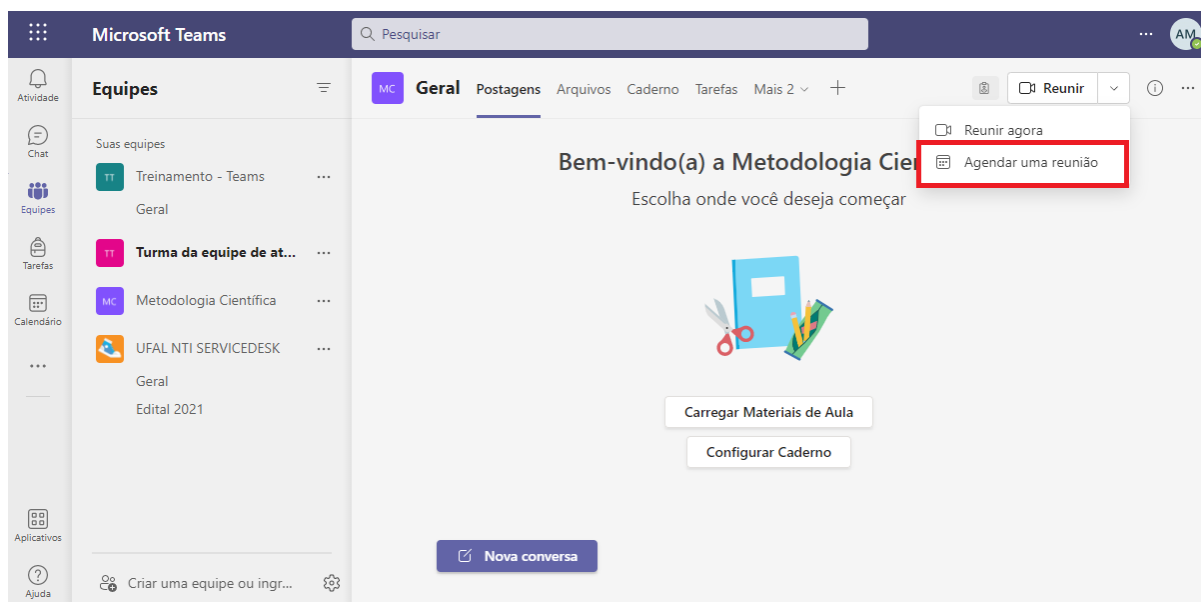 Microsoft Teams
Pesquisar
AM
Atividade
Chat
Equipes
Tarefas
Calendário
Aplicativos
Ajuda
Equipes
Suas equipes
TT Treinamento - Teams
Geral
TT Turma da equipe de at...
MC Metodologia Científica
UFAL NTI SERVICEDESK
Geral
Edital 2021
Criar uma equipe ou ingr...
MC Geral Postagens Arquivos Caderno Tarefas Mais 2
Reunir
Reunir agora
Agendar uma reunião
Bem-vindo(a) a Metodologia Cien
Escolha onde você deseja começar
Carregar Materiais de Aula
Configurar Caderno
Nova conversa